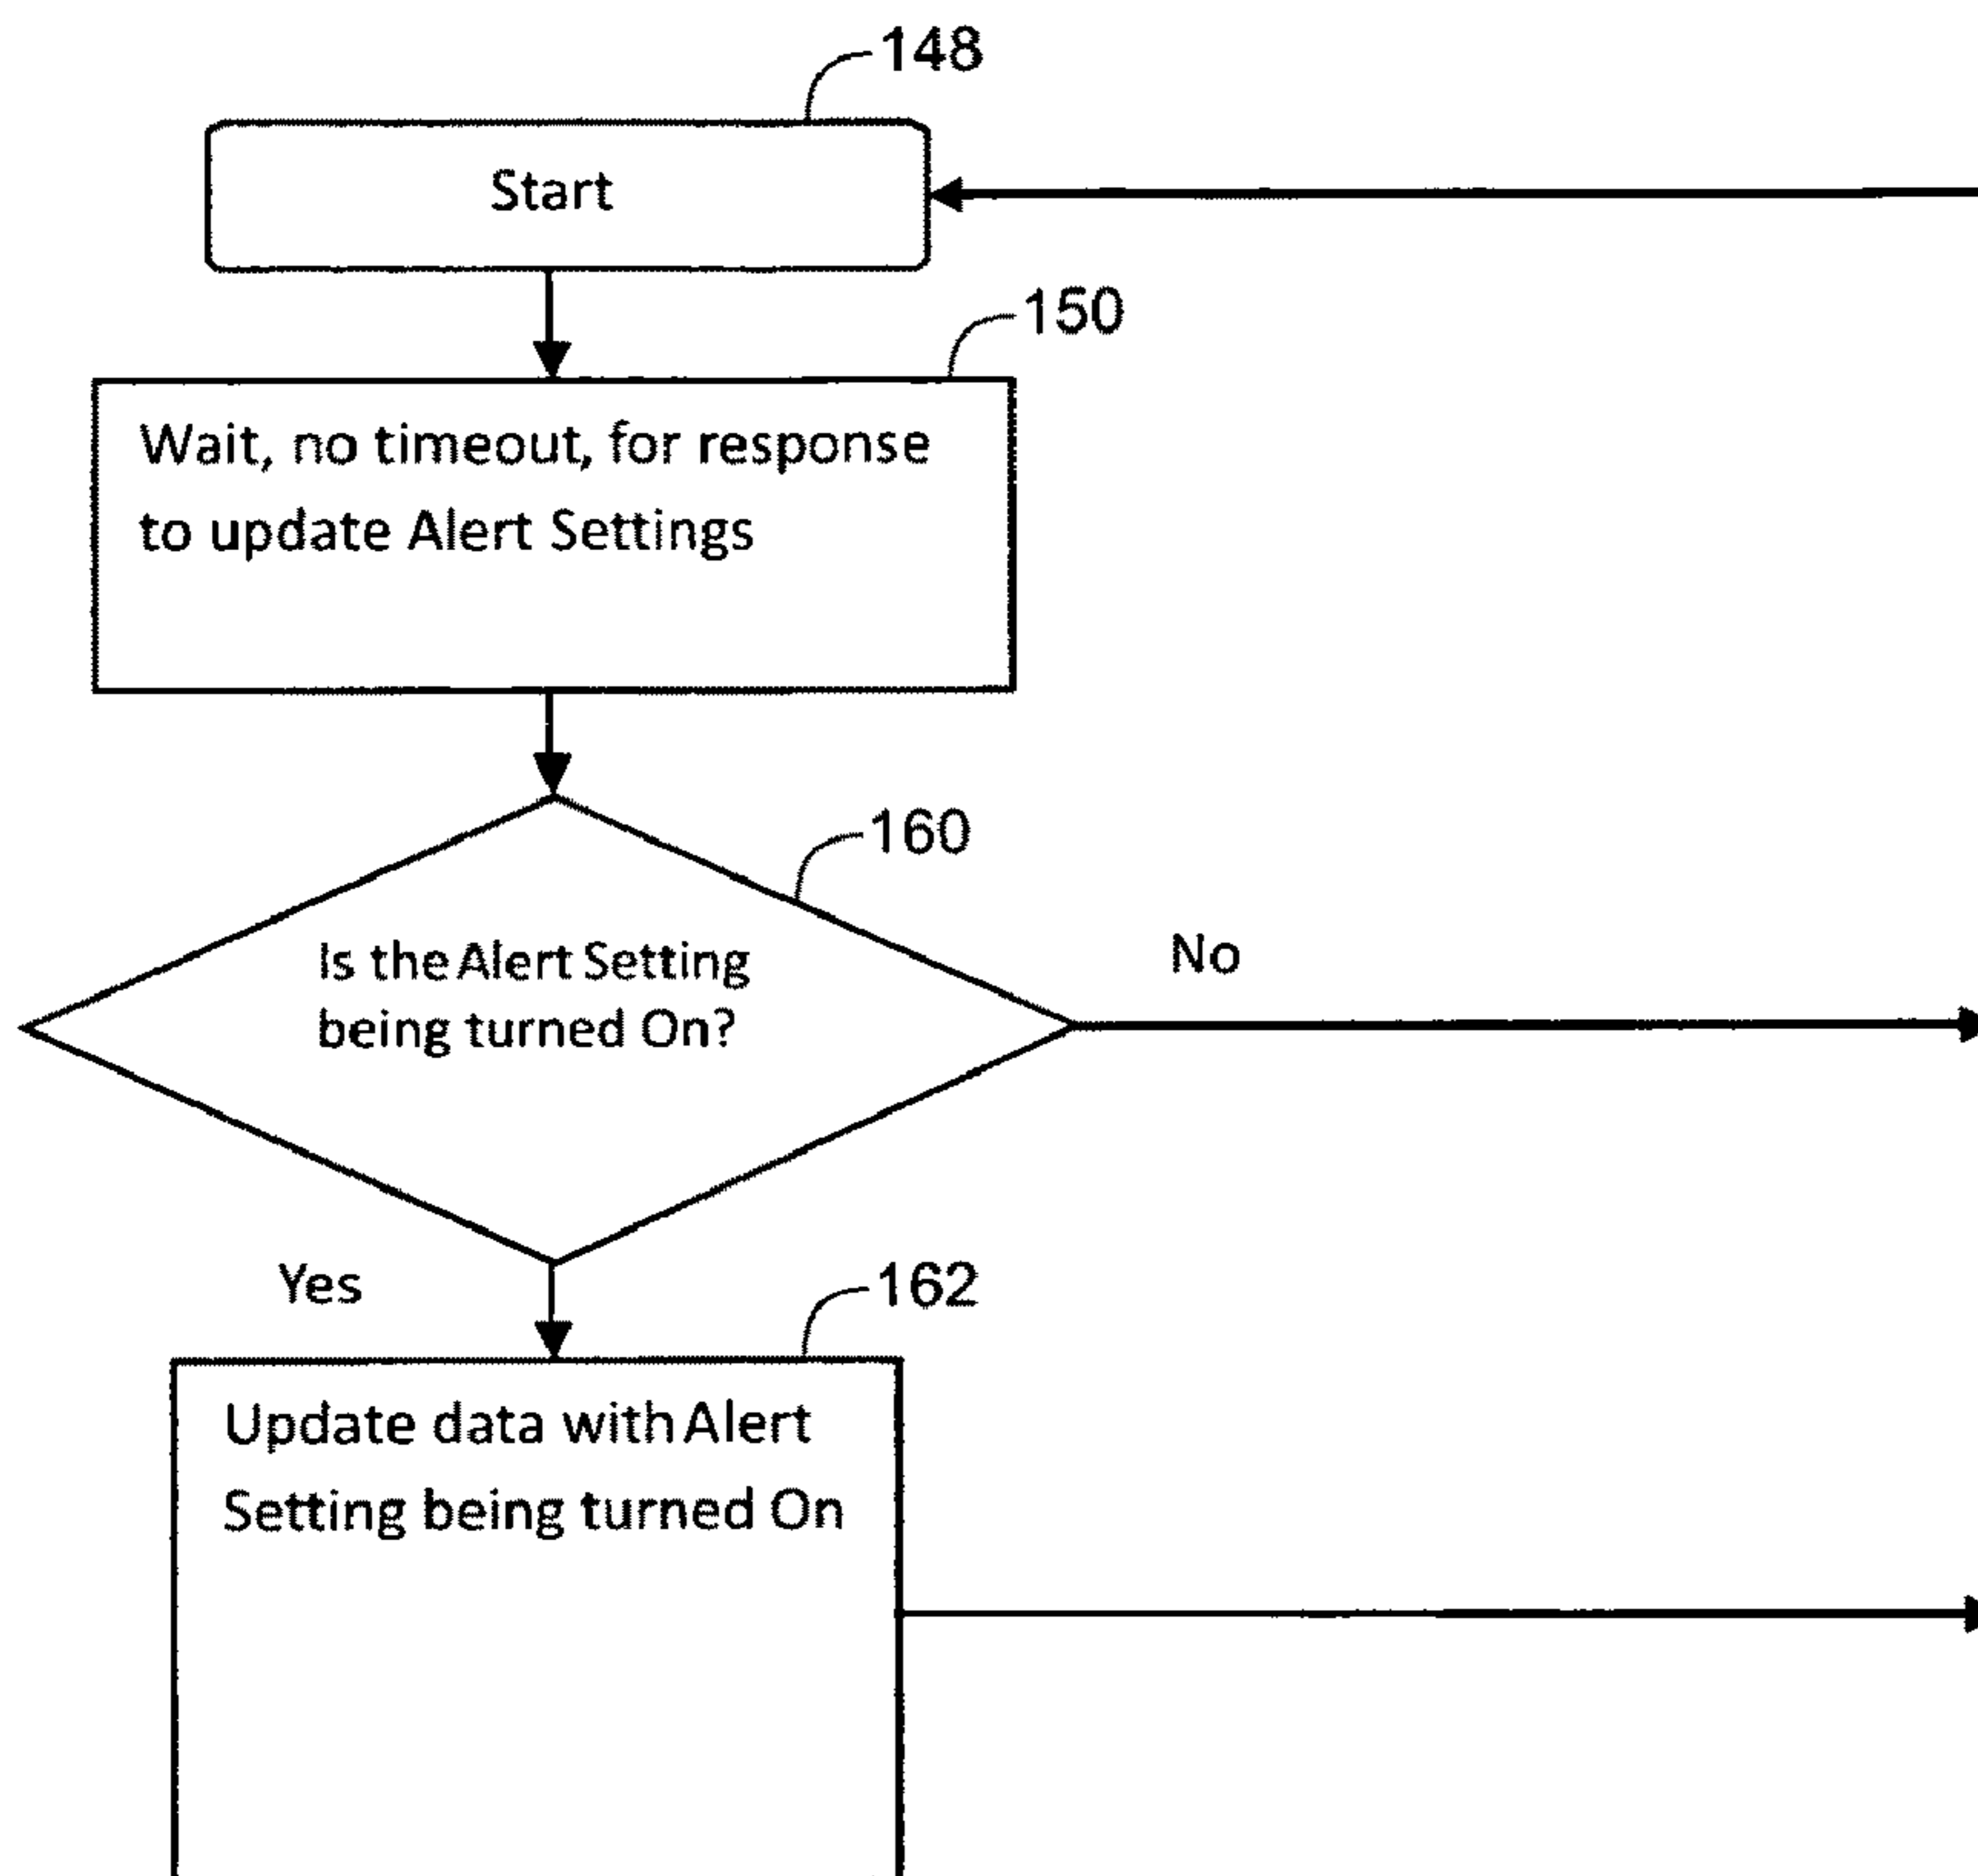 148
Start
150
Wait, no timeout, for response
to update Alert Settings
160
Is the Alert Setting
being turned On?
No
Yes
162
Update data with Alert
Setting being turned On